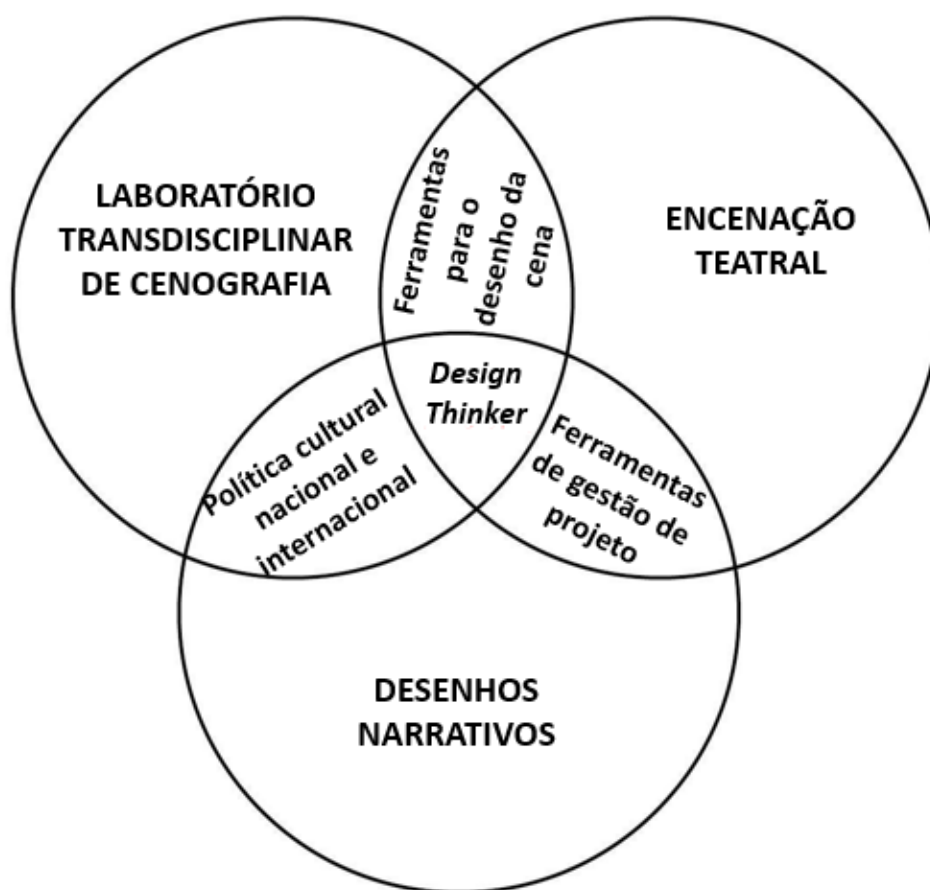 LABORATÓRIO
TRANSDISCIPLINAR
DE CENOGRAFIA
Ferramentas
para o
desenho da
cena
ENCENAÇÃO
TEATRAL
Design
Thinker
Política cultural
nacional e
internacional
Ferramentas
de gestão de
projeto
DESENHOS
NARRATIVOS